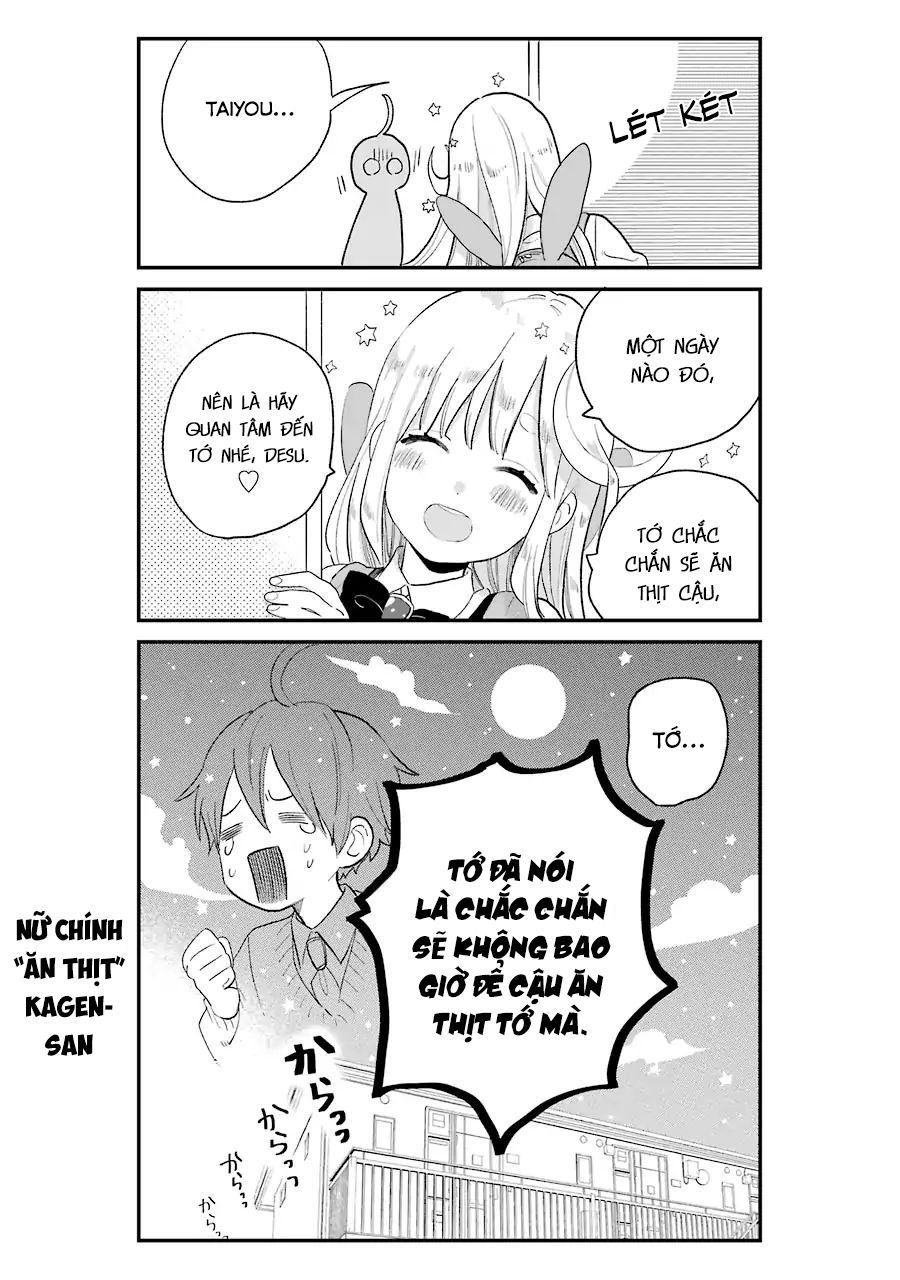 TAIYOU...
LÉT KÉT
MỘT NGÀY
NÀO ĐÓ,
TỚ CHẮC
CHẮN SẼ ĂN
THỊT CẬU,
NÊN LÀ HÃY
QUAN TÂM ĐẾN
TỚ NHÉ, DESU.
♡
TỚ...
TỚ ĐÃ NÓI
LÀ CHẮC CHẮN
SẼ KHÔNG BAO
GIỜ ĐỂ CẬU ĂN
THỊT TỚ MÀ.
からっっ
からっっ
からっ
から
NỮ CHÍNH
"ĂN THỊT"
KAGEN-
SAN